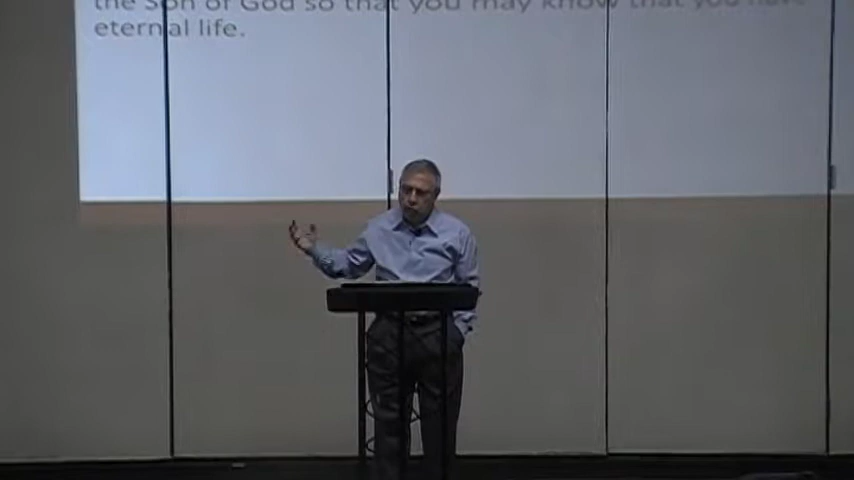 the Son of God so that you may know that you have
eternal life.